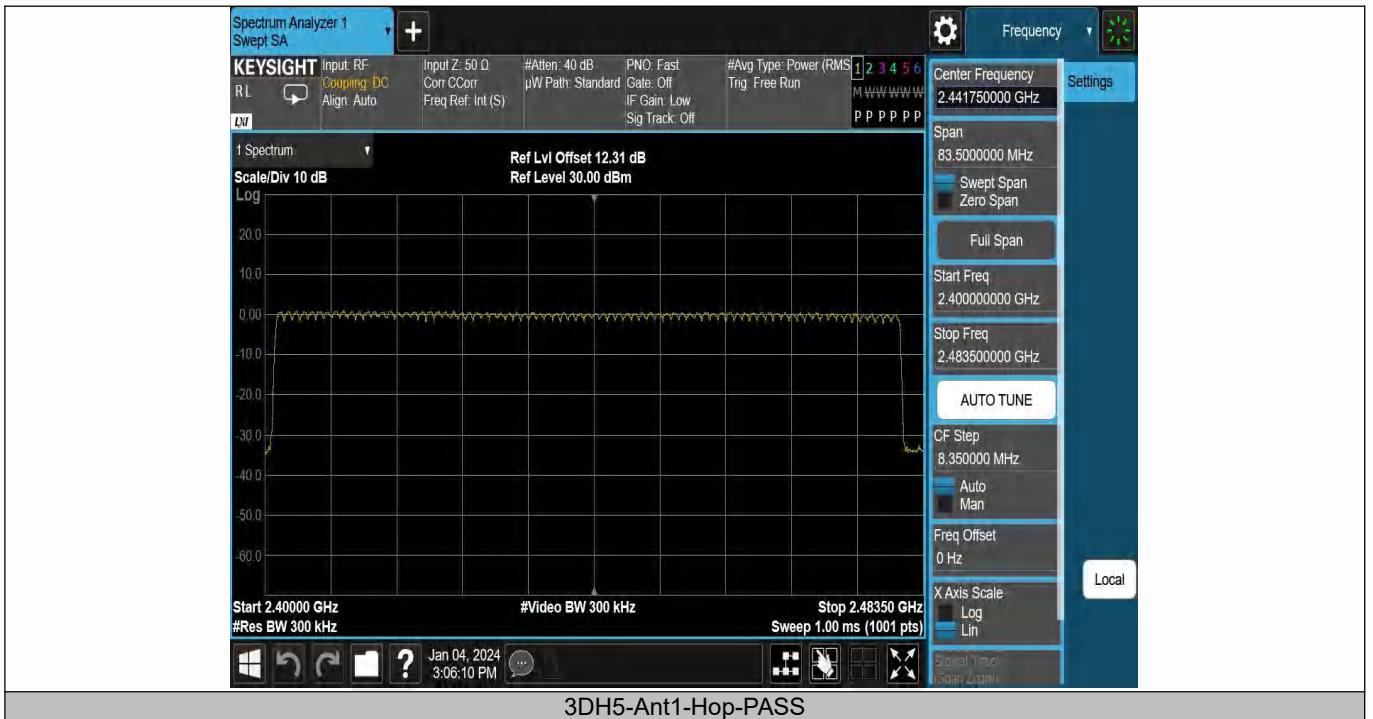 Spectrum Analyzer 1
Swept SA
+
Frequency
KEYSIGHT
RL
LXI
Input: RF
Coupling: DC
Align: Auto
Input Z: 50 Ω
Corr CCorr
Freq Ref: Int (S)
#Atten: 40 dB
µW Path: Standard
PNO: Fast
Gate: Off
IF Gain: Low
Sig Track: Off
#Avg Type: Power (RMS
Trig: Free Run
1 2 3 4 5 6
M W W W W W
P P P P P P
Center Frequency
2.441750000 GHz
Settings
Span
83.5000000 MHz
Swept Span
Zero Span
Full Span
Start Freq
2.400000000 GHz
Stop Freq
2.483500000 GHz
AUTO TUNE
CF Step
8.350000 MHz
Auto
Man
Freq Offset
0 Hz
X Axis Scale
Log
Lin
Signal Track
(Span Zoom)
Local
1 Spectrum
Scale/Div 10 dB
Ref Lvl Offset 12.31 dB
Ref Level 30.00 dBm
Log
20.0
10.0
0.00
-10.0
-20.0
-30.0
-40.0
-50.0
-60.0
Start 2.40000 GHz
#Res BW 300 kHz
#Video BW 300 kHz
Stop 2.48350 GHz
Sweep 1.00 ms (1001 pts)
?
Jan 04, 2024
3:06:10 PM
3DH5-Ant1-Hop-PASS